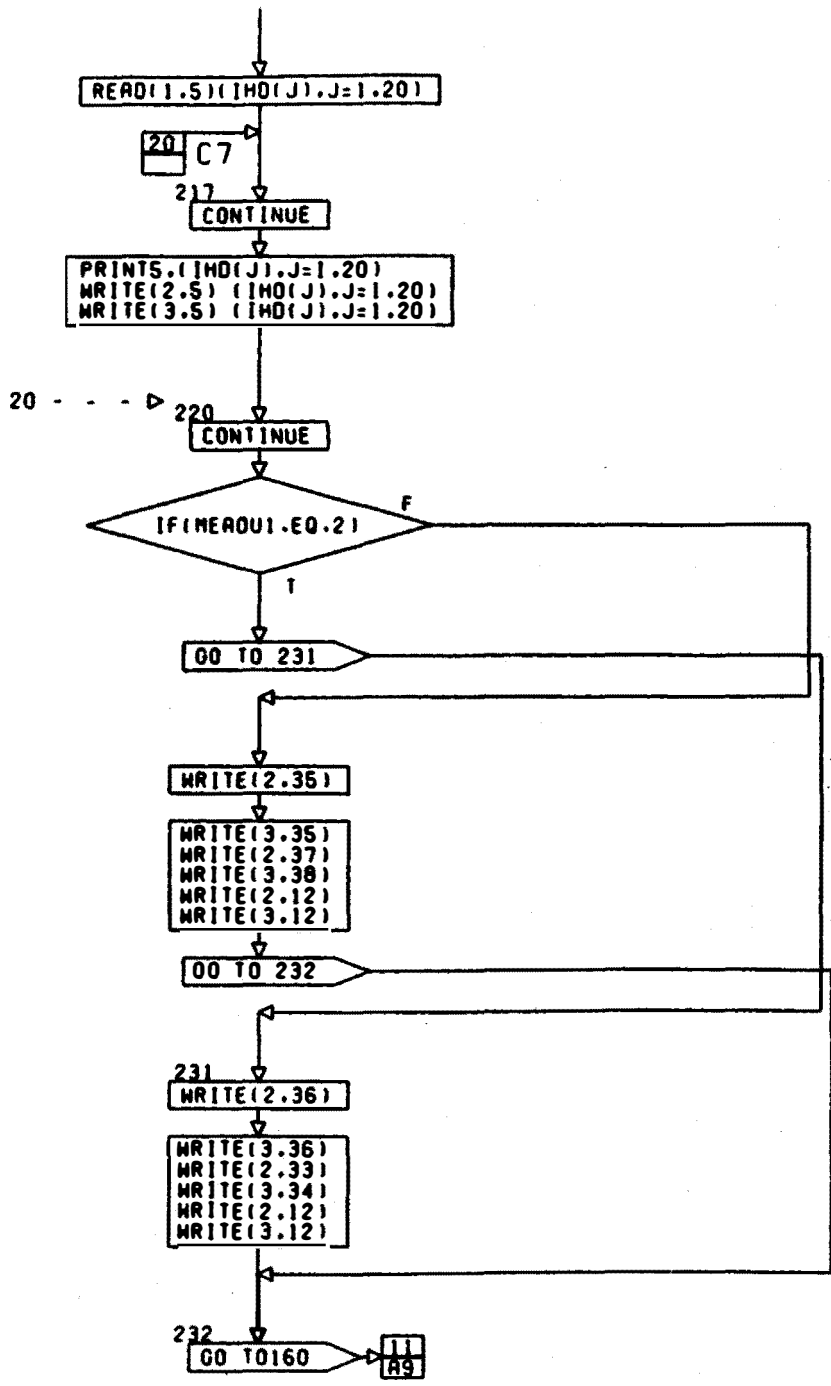 READ(1.5)(IHD(J).J=1.20)
20 C7
217
CONTINUE
PRINT5.(IHD(J).J=1.20)
WRITE(2.5) (IHD(J).J=1.20)
WRITE(3.5) (IHD(J).J=1.20)
20 - - -
220
CONTINUE
IF(MEAOU1.EQ.2)
F
T
GO TO 231
WRITE(2.35)
WRITE(3.35)
WRITE(2.37)
WRITE(3.38)
WRITE(2.12)
WRITE(3.12)
GO TO 232
231
WRITE(2.36)
WRITE(3.36)
WRITE(2.33)
WRITE(3.34)
WRITE(2.12)
WRITE(3.12)
232
GO TO160
11
A9